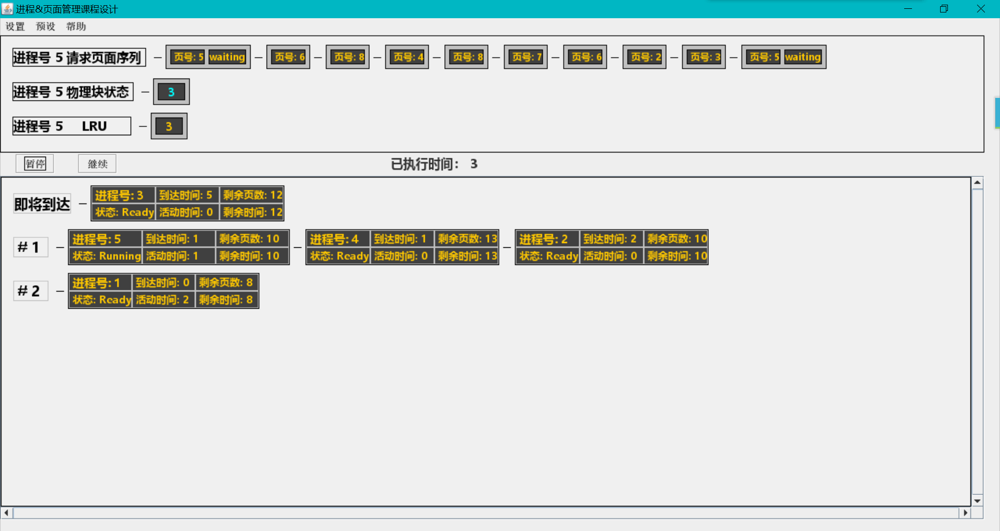 进程&页面管理课程设计
设置 预设 帮助
进程号 5 请求页面序列 页号: 5 waiting 页号: 6 页号: 8 页号: 4 页号: 8 页号: 7 页号: 6 页号: 2 页号: 3 页号: 5 waiting
进程号 5 物理块状态 3
进程号 5 LRU 3
暂停 继续 已执行时间: 3
即将到达 进程号: 3 到达时间: 5 剩余页数: 12
状态: Ready 活动时间: 0 剩余时间: 12
# 1 进程号: 5 到达时间: 1 剩余页数: 10 进程号: 4 到达时间: 1 剩余页数: 13 进程号: 2 到达时间: 2 剩余页数: 10
状态: Running 活动时间: 1 剩余时间: 10 状态: Ready 活动时间: 0 剩余时间: 13 状态: Ready 活动时间: 0 剩余时间: 10
# 2 进程号: 1 到达时间: 0 剩余页数: 8
状态: Ready 活动时间: 2 剩余时间: 8